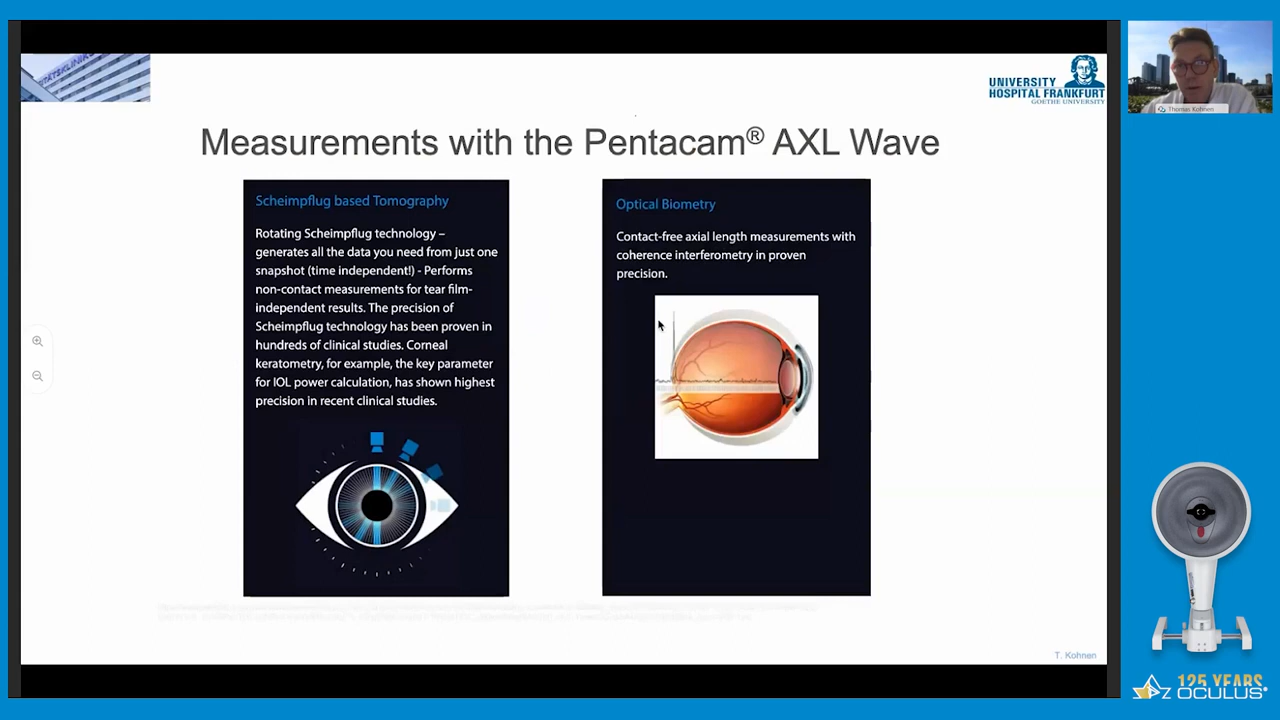 UNIVERSITY
HOSPITAL FRANKFURT
GOETHE UNIVERSITY
Thomas Kohnen
Measurements with the Pentacam® AXL Wave
Scheimpflug based Tomography
Rotating Scheimpflug technology –
generates all the data you need from just one
snapshot (time independent!) - Performs
non-contact measurements for tear film-
independent results. The precision of
Scheimpflug technology has been proven in
hundreds of clinical studies. Corneal
keratometry, for example, the key parameter
for IOL power calculation, has shown highest
precision in recent clinical studies.
Optical Biometry
Contact-free axial length measurements with
coherence interferometry in proven
precision.
T. Kohnen
125 YEARS
OCULUS®